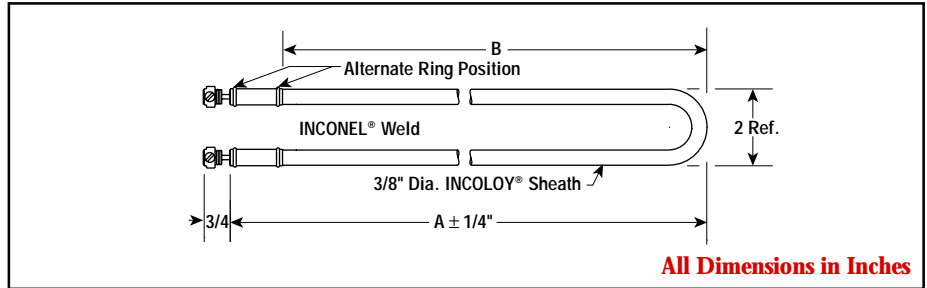 B
Alternate Ring Position
INCONEL® Weld
2 Ref.
3/8" Dia. INCOLOY® Sheath
3/4
A ± 1/4"
All Dimensions in Inches